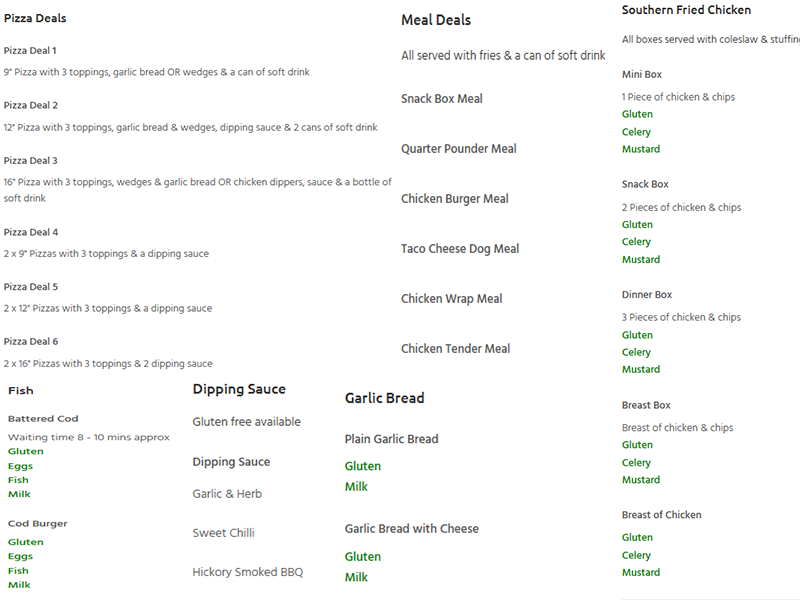 Pizza Deals
Pizza Deal 1
9" Pizza with 3 toppings, garlic bread OR wedges & a can of soft drink
Pizza Deal 2
12" Pizza with 3 toppings, garlic bread & wedges, dipping sauce & 2 cans of soft drink
Pizza Deal 3
16" Pizza with 3 toppings, wedges & garlic bread OR chicken dippers, sauce & a bottle of
soft drink
Pizza Deal 4
2 x 9" Pizzas with 3 toppings & a dipping sauce
Pizza Deal 5
2 x 12" Pizzas with 3 toppings & a dipping sauce
Pizza Deal 6
2 x 16" Pizzas with 3 toppings & 2 dipping sauce
Meal Deals
All served with fries & a can of soft drink
Snack Box Meal
Quarter Pounder Meal
Chicken Burger Meal
Taco Cheese Dog Meal
Chicken Wrap Meal
Chicken Tender Meal
Southern Fried Chicken
All boxes served with coleslaw & stuffing
Mini Box
1 Piece of chicken & chips
Gluten
Celery
Mustard
Snack Box
2 Pieces of chicken & chips
Gluten
Celery
Mustard
Dinner Box
3 Pieces of chicken & chips
Gluten
Celery
Mustard
Breast Box
Breast of chicken & chips
Gluten
Celery
Mustard
Breast of Chicken
Gluten
Celery
Mustard
Fish
Battered Cod
Waiting time 8 - 10 mins approx
Gluten
Eggs
Fish
Milk
Cod Burger
Gluten
Eggs
Fish
Milk
Dipping Sauce
Gluten free available
Dipping Sauce
Garlic & Herb
Sweet Chilli
Hickory Smoked BBQ
Garlic Bread
Plain Garlic Bread
Gluten
Milk
Garlic Bread with Cheese
Gluten
Milk